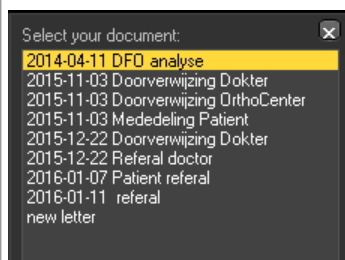 Select your document:
2014-04-11 DFO analyse
2015-11-03 Doorverwijzing Dokter
2015-11-03 Doorverwijzing OrthoCenter
2015-11-03 Mededeling Patient
2015-12-22 Doorverwijzing Dokter
2015-12-22 Referal doctor
2016-01-07 Patient referal
2016-01-11  referal
new letter